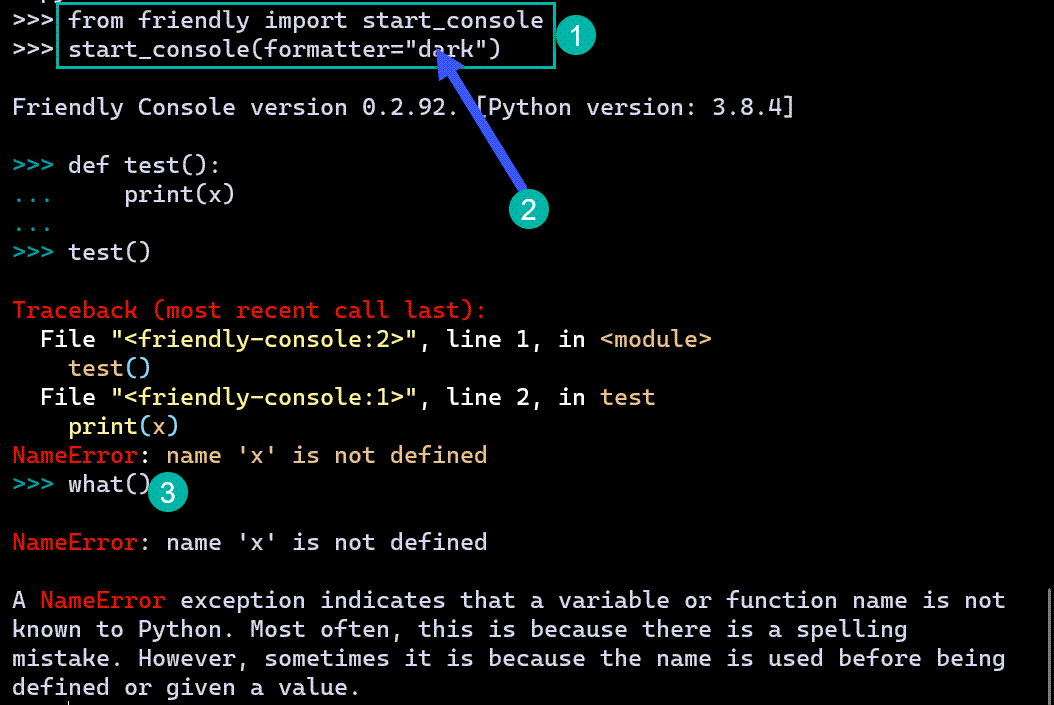 >>> from friendly import start_console
>>> start_console(formatter="dark")
1
Friendly Console version 0.2.92. [Python version: 3.8.4]
>>> def test():
...     print(x)
2
...
>>> test()
Traceback (most recent call last):
  File "<friendly-console:2>", line 1, in <module>
    test()
  File "<friendly-console:1>", line 2, in test
    print(x)
NameError: name 'x' is not defined
>>> what()
3
NameError: name 'x' is not defined
A NameError exception indicates that a variable or function name is not
known to Python. Most often, this is because there is a spelling
mistake. However, sometimes it is because the name is used before being
defined or given a value.